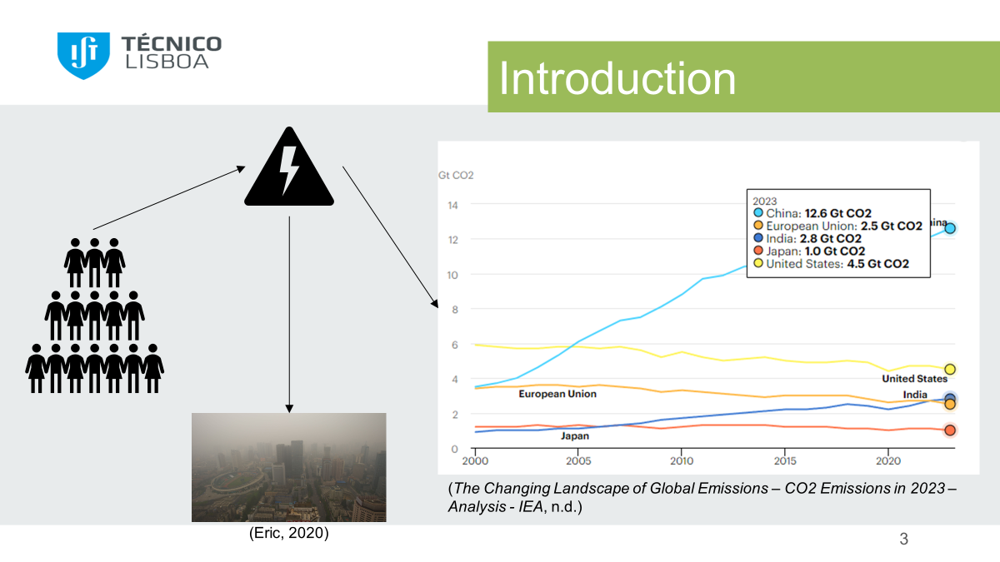 TÉCNICO
LISBOA
Introduction
Gt CO2
14
12
10
8
6
4
2
0
2023
China: 12.6 Gt CO2
European Union: 2.5 Gt CO2
India: 2.8 Gt CO2
Japan: 1.0 Gt CO2
United States: 4.5 Gt CO2
United States
India
European Union
Japan
2000 2005 2010 2015 2020
(The Changing Landscape of Global Emissions – CO2 Emissions in 2023 –
Analysis - IEA, n.d.)
(Eric, 2020)
3